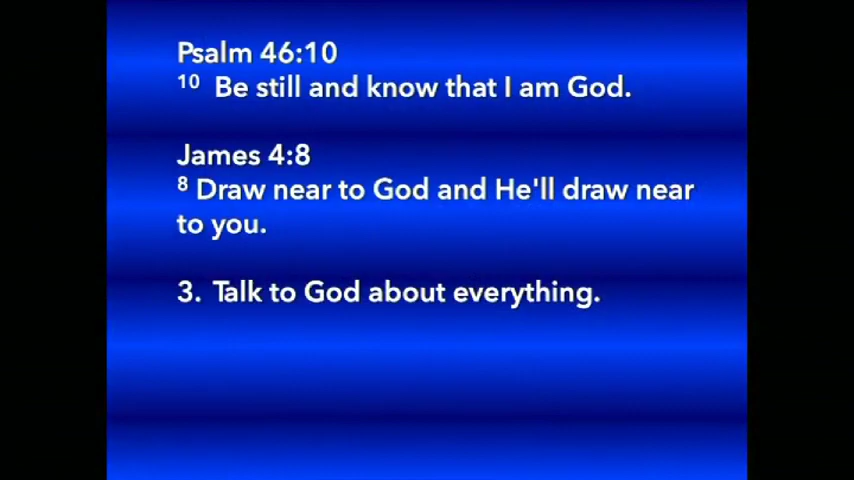 Psalm 46:10
10 Be still and know that I am God.
James 4:8
8 Draw near to God and He'll draw near
to you.
3. Talk to God about everything.